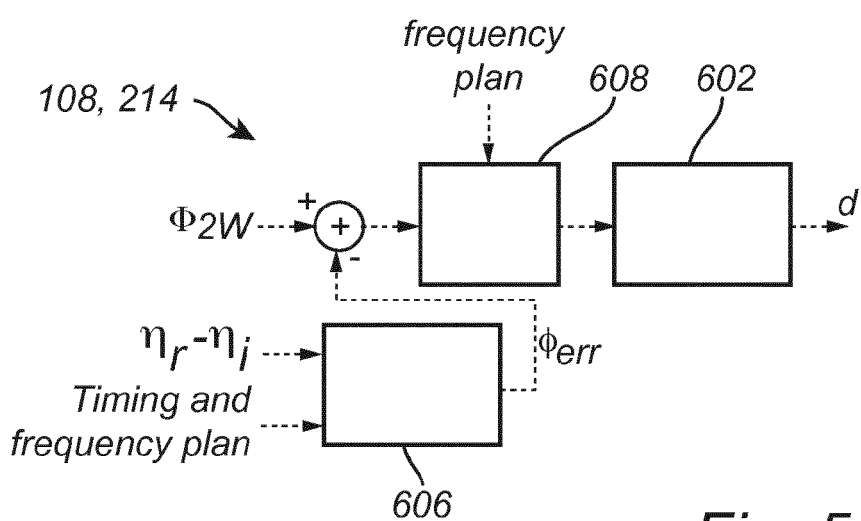 frequency
plan
608
602
108, 214
+
Φ2W
+
-
d
ηr-ηi
ϕerr
Timing and
frequency plan
606